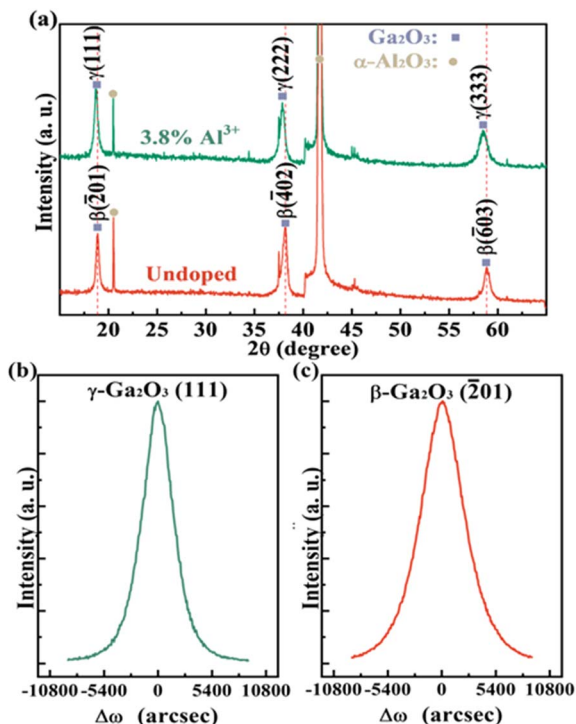 (a)
Ga₂O₃:
α-Al₂O₃:
γ(111)
γ(222)
γ(333)
3.8% Al³⁺
β(2̅01)
β(4̅02)
β(6̅03)
Undoped
Intensity (a. u.)
20 25 30 35 40 45 50 55 60
2θ (degree)
(b)
γ-Ga₂O₃ (111)
Intensity (a. u.)
-10800 -5400 0 5400 10800
Δω (arcsec)
(c)
β-Ga₂O₃ (2̅01)
Intensity (a. u.)
-10800 -5400 0 5400 10800
Δω (arcsec)